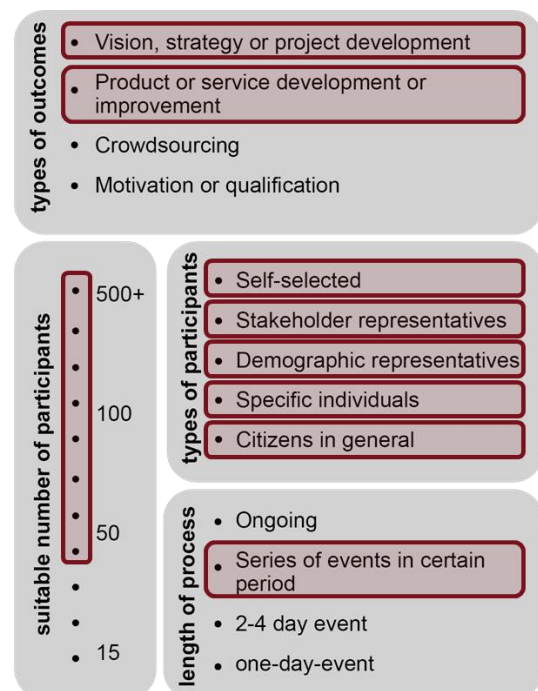 types of outcomes
• Vision, strategy or project development
• Product or service development or
improvement
• Crowdsourcing
• Motivation or qualification
suitable number of participants
• 500+
•
•
• 100
•
•
•
• 50
•
•
• 15
types of participants
• Self-selected
• Stakeholder representatives
• Demographic representatives
• Specific individuals
• Citizens in general
length of process
• Ongoing
• Series of events in certain
period
• 2-4 day event
• one-day-event